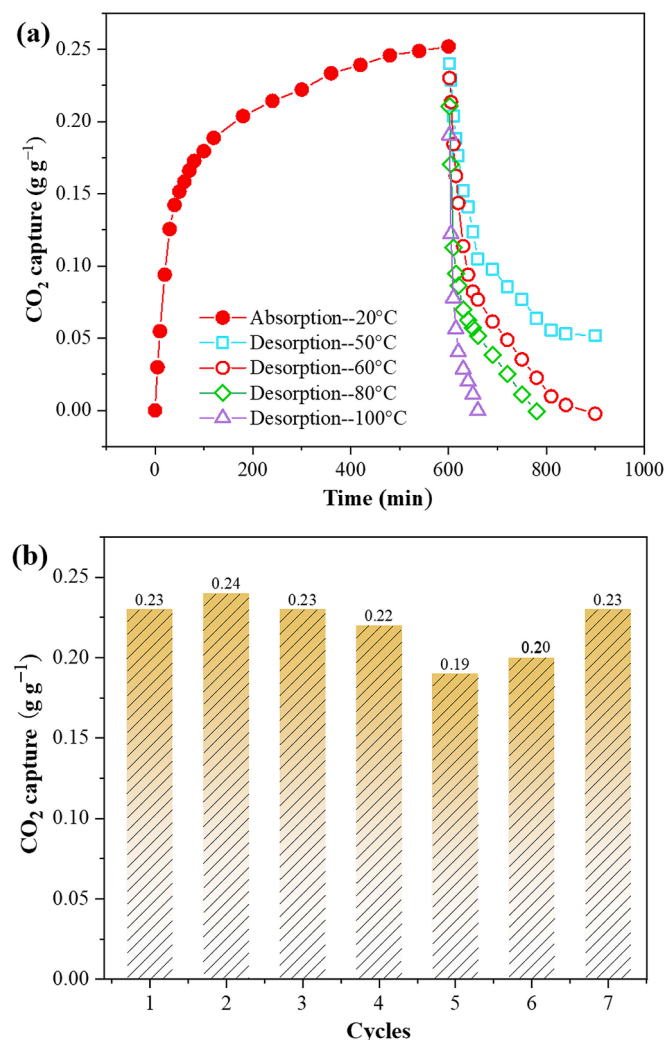 (a)
0.25
0.20
0.15
0.10
0.05
0.00
CO₂ capture (g g⁻¹)
Absorption--20°C
Desorption--50°C
Desorption--60°C
Desorption--80°C
Desorption--100°C
0 200 400 600 800 1000
Time (min)
(b)
0.25
0.20
0.15
0.10
0.05
0.00
CO₂ capture (g g⁻¹)
0.23 0.24 0.23 0.22 0.19 0.20 0.23
1 2 3 4 5 6 7
Cycles